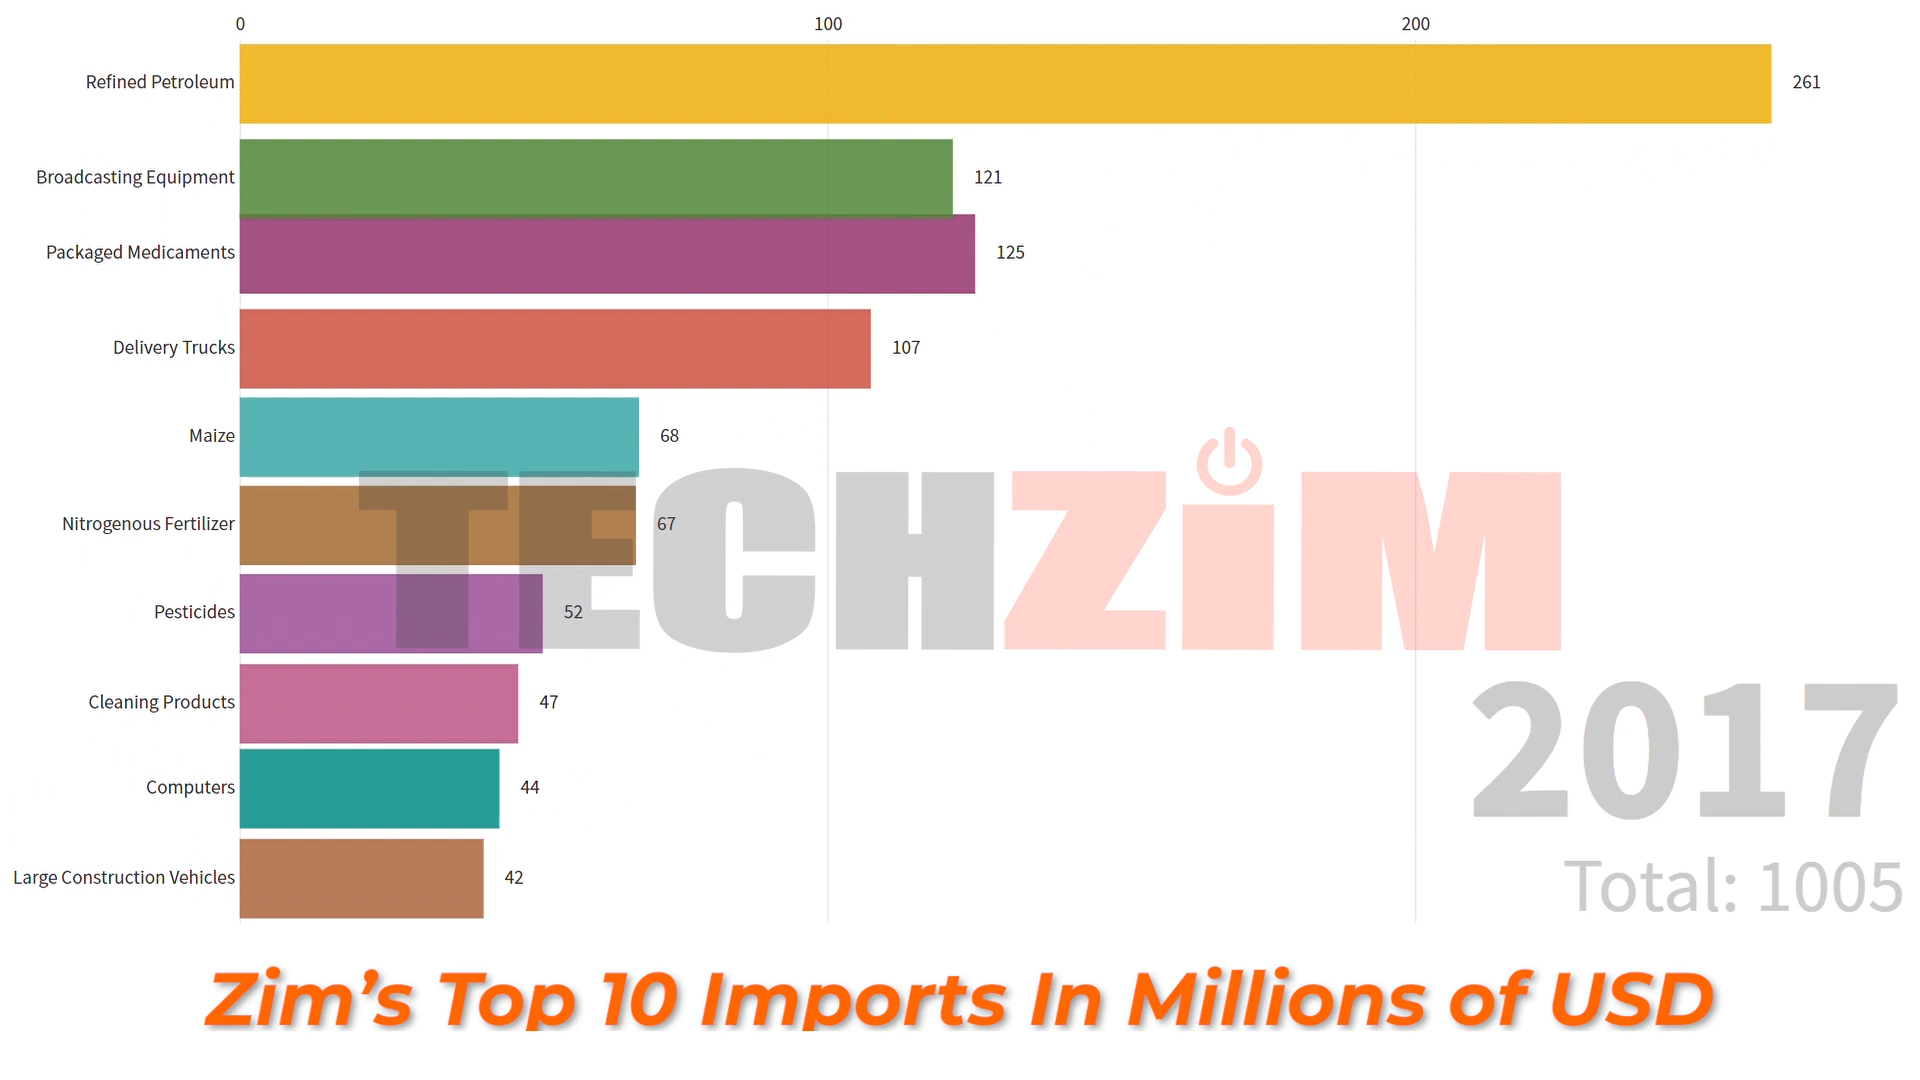 0 100 200
Refined Petroleum 261
Broadcasting Equipment 121
Packaged Medicaments 125
Delivery Trucks 107
Maize 68
Nitrogenous Fertilizer 67
Pesticides 52
Cleaning Products 47
Computers 44
Large Construction Vehicles 42
TECHZiM
2017
Total: 1005
Zim’s Top 10 Imports In Millions of USD